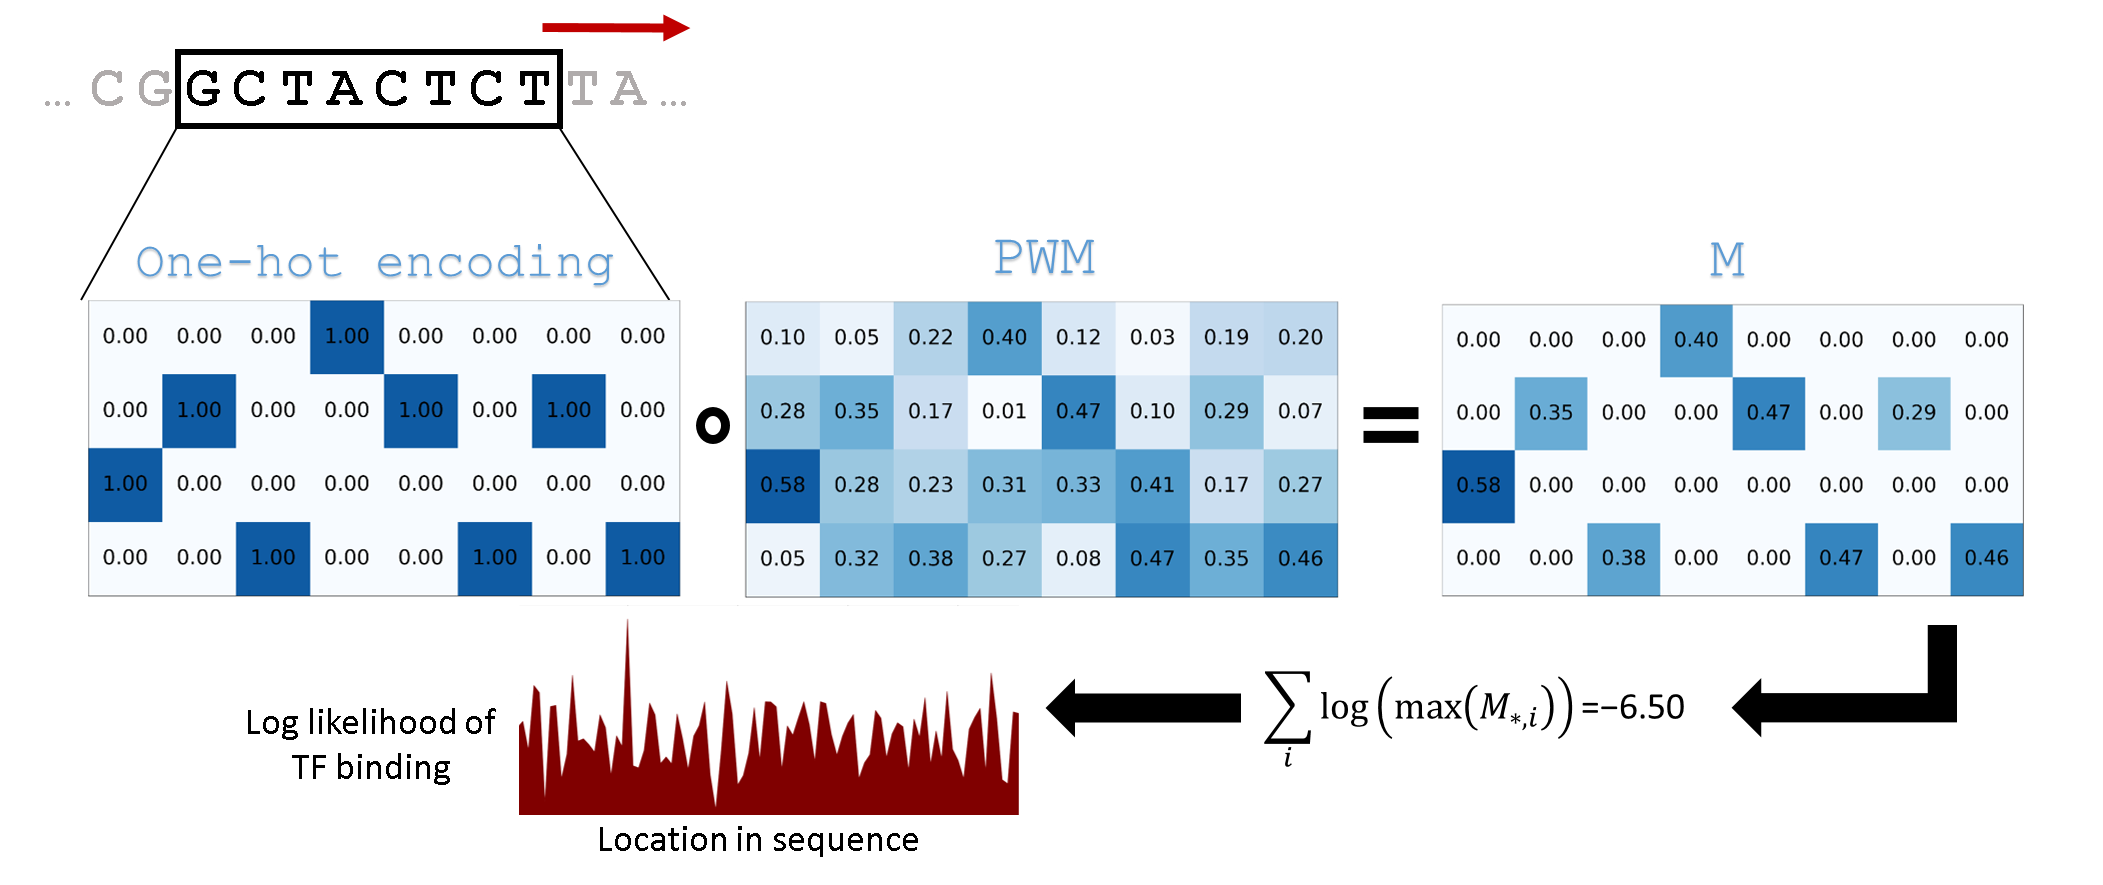 ... C G G C T A C T C T T A ...
One-hot encoding
PWM
M
0.00 0.00 0.00 1.00 0.00 0.00 0.00 0.00
0.00 1.00 0.00 0.00 1.00 0.00 1.00 0.00
1.00 0.00 0.00 0.00 0.00 0.00 0.00 0.00
0.00 0.00 1.00 0.00 0.00 1.00 0.00 1.00
0.10 0.05 0.22 0.40 0.12 0.03 0.19 0.20
0.28 0.35 0.17 0.01 0.47 0.10 0.29 0.07
0.58 0.28 0.23 0.31 0.33 0.41 0.17 0.27
0.05 0.32 0.38 0.27 0.08 0.47 0.35 0.46
=
0.00 0.00 0.00 0.40 0.00 0.00 0.00 0.00
0.00 0.35 0.00 0.00 0.47 0.00 0.29 0.00
0.58 0.00 0.00 0.00 0.00 0.00 0.00 0.00
0.00 0.00 0.38 0.00 0.00 0.47 0.00 0.46
∑i log(max(M*,i))=−6.50
Log likelihood of
TF binding
Location in sequence